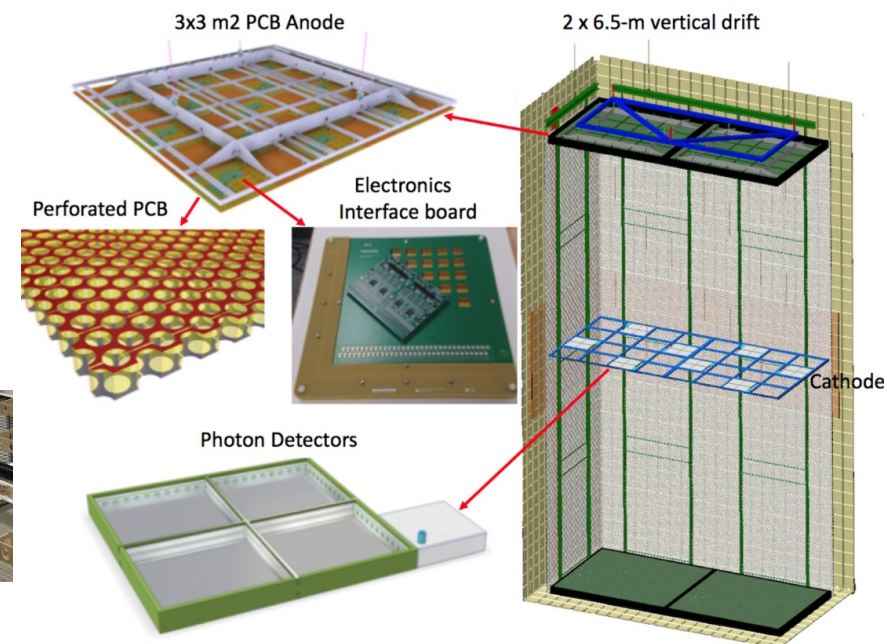 3x3 m2 PCB Anode
2 x 6.5-m vertical drift
Perforated PCB
Electronics
Interface board
Cathode
Photon Detectors